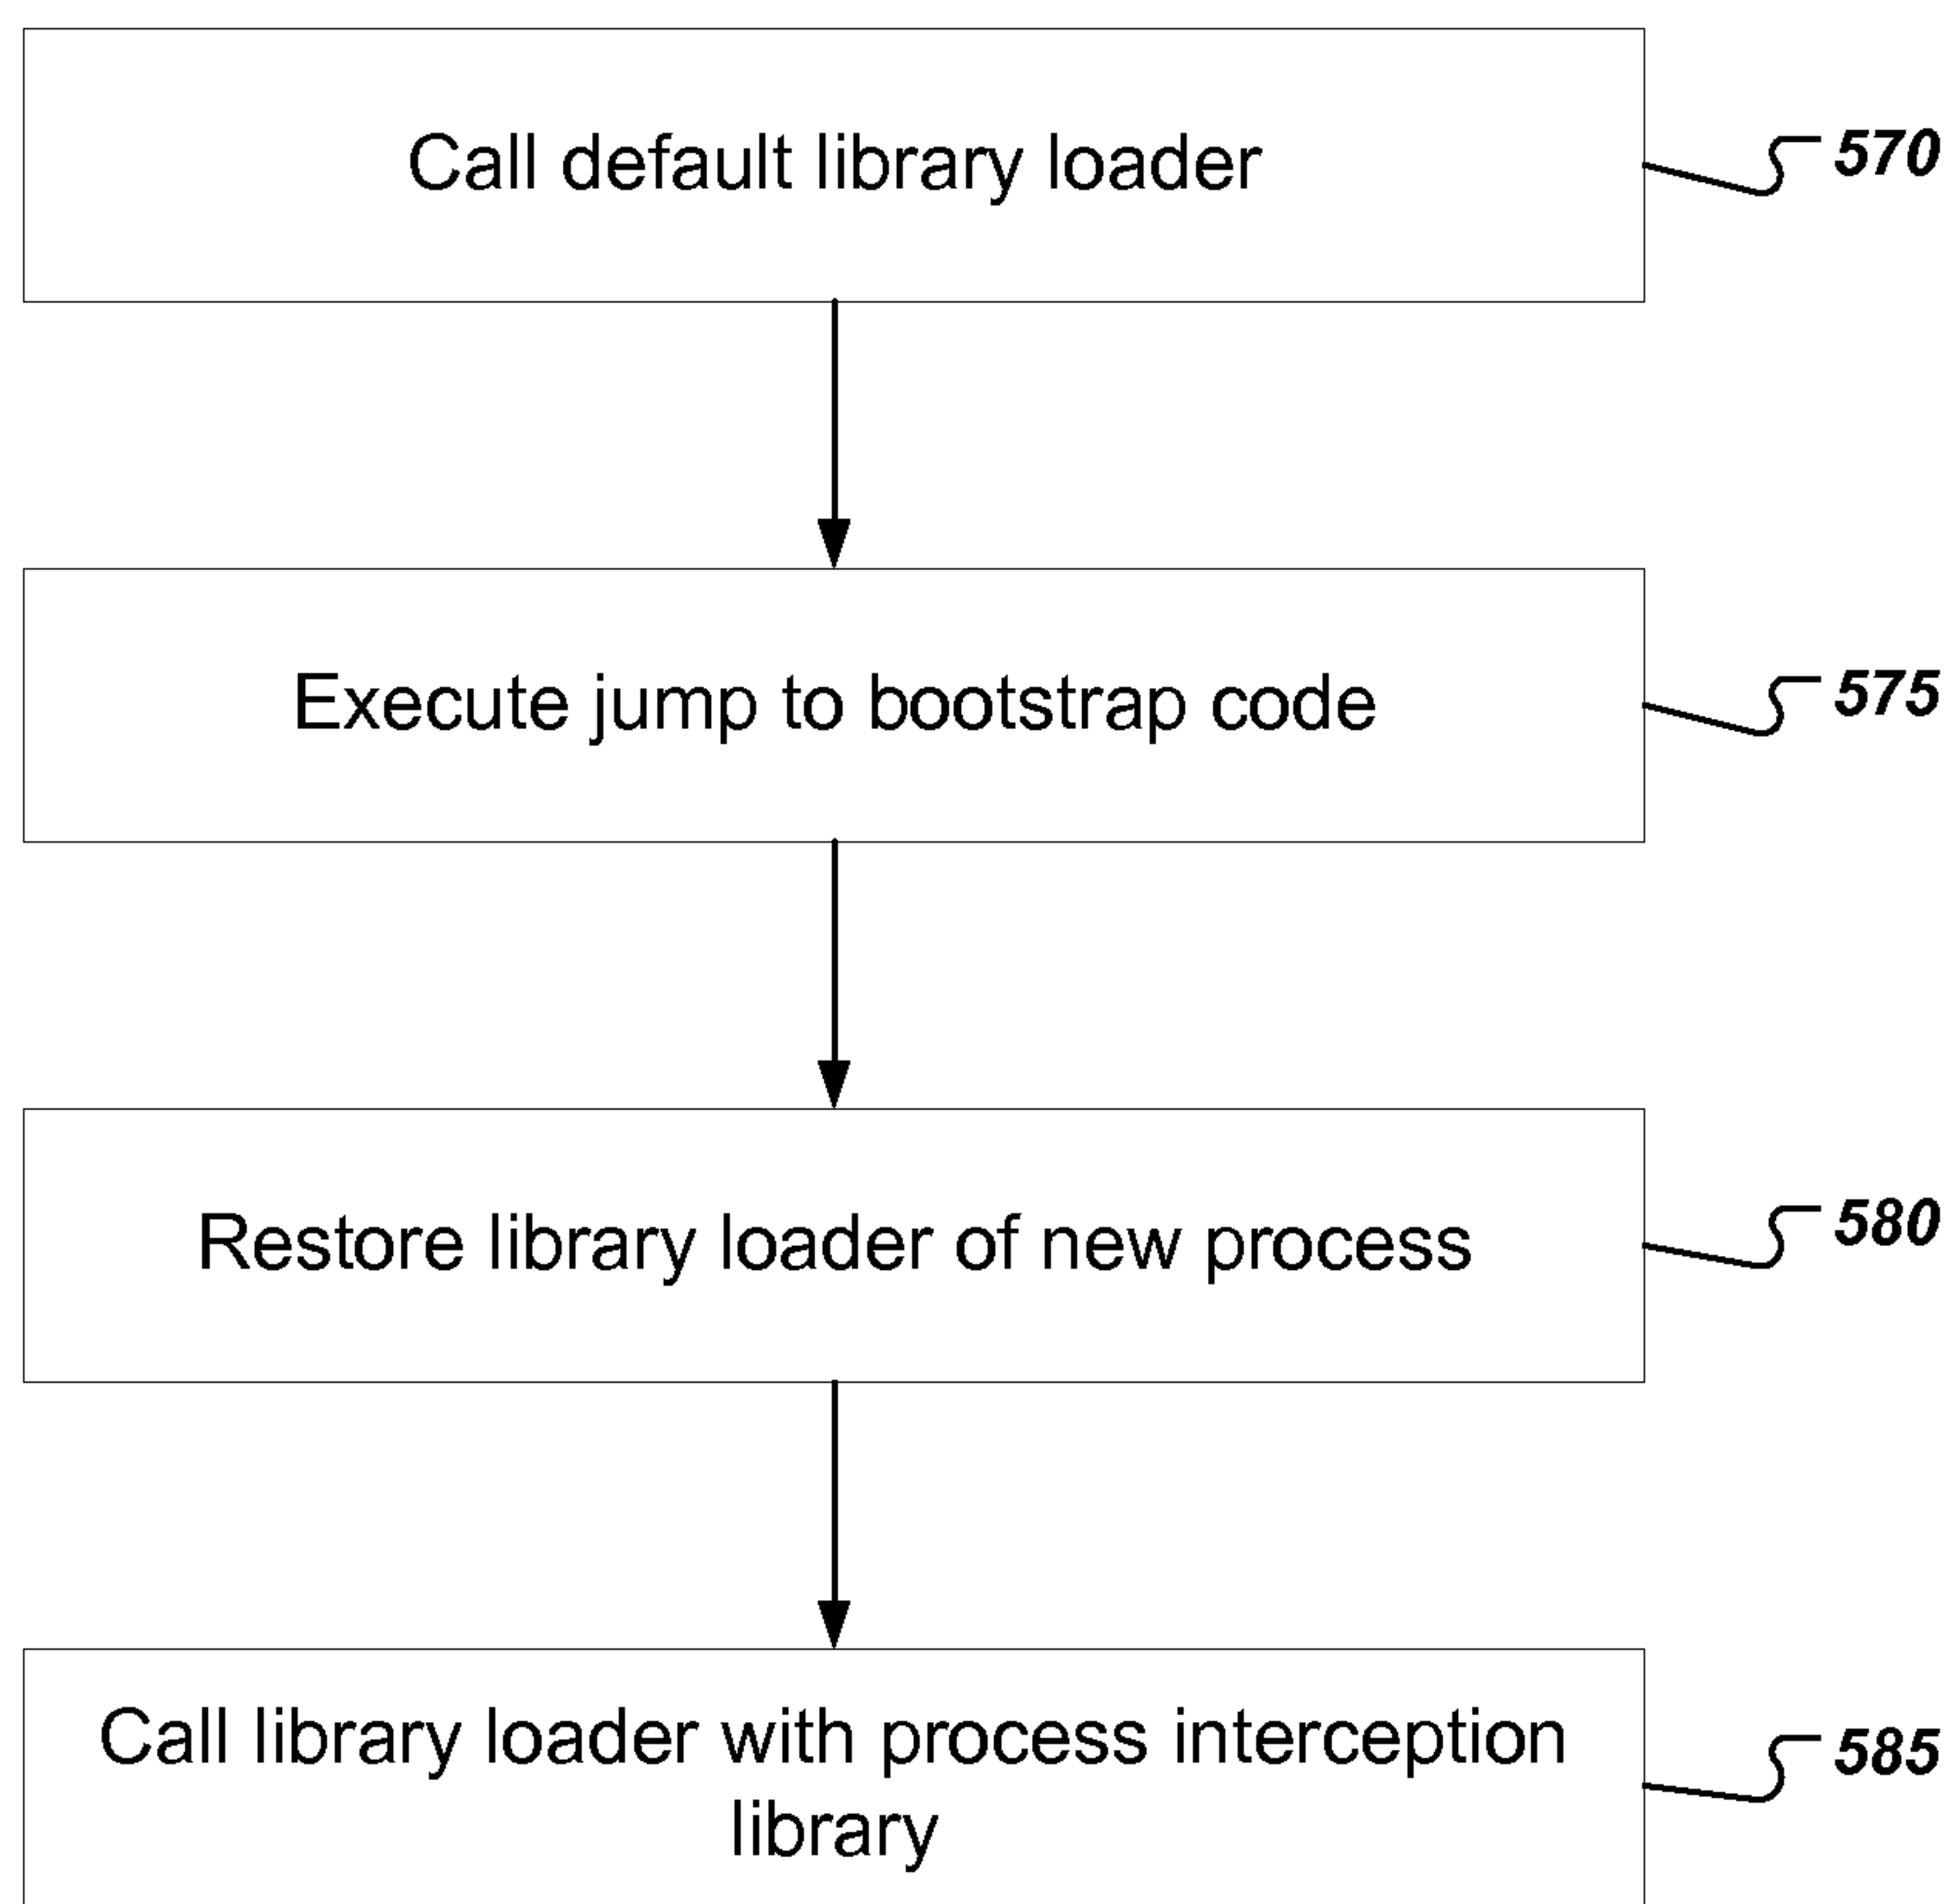 Call default library loader
570
Execute jump to bootstrap code
575
Restore library loader of new process
580
Call library loader with process interception
library
585